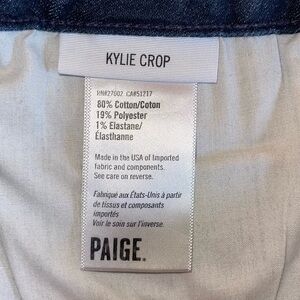 KYLIE CROP
RN#27602 CA#51217
80% Cotton/Coton
19% Polyester
1% Elastane/
Élasthanne
Made in the USA of Imported
fabric and components.
See care on reverse.
Fabriqué aux États-Unis à partir
de tissus et composants
importés
Voir le soin sur l'inverse.
PAIGE.